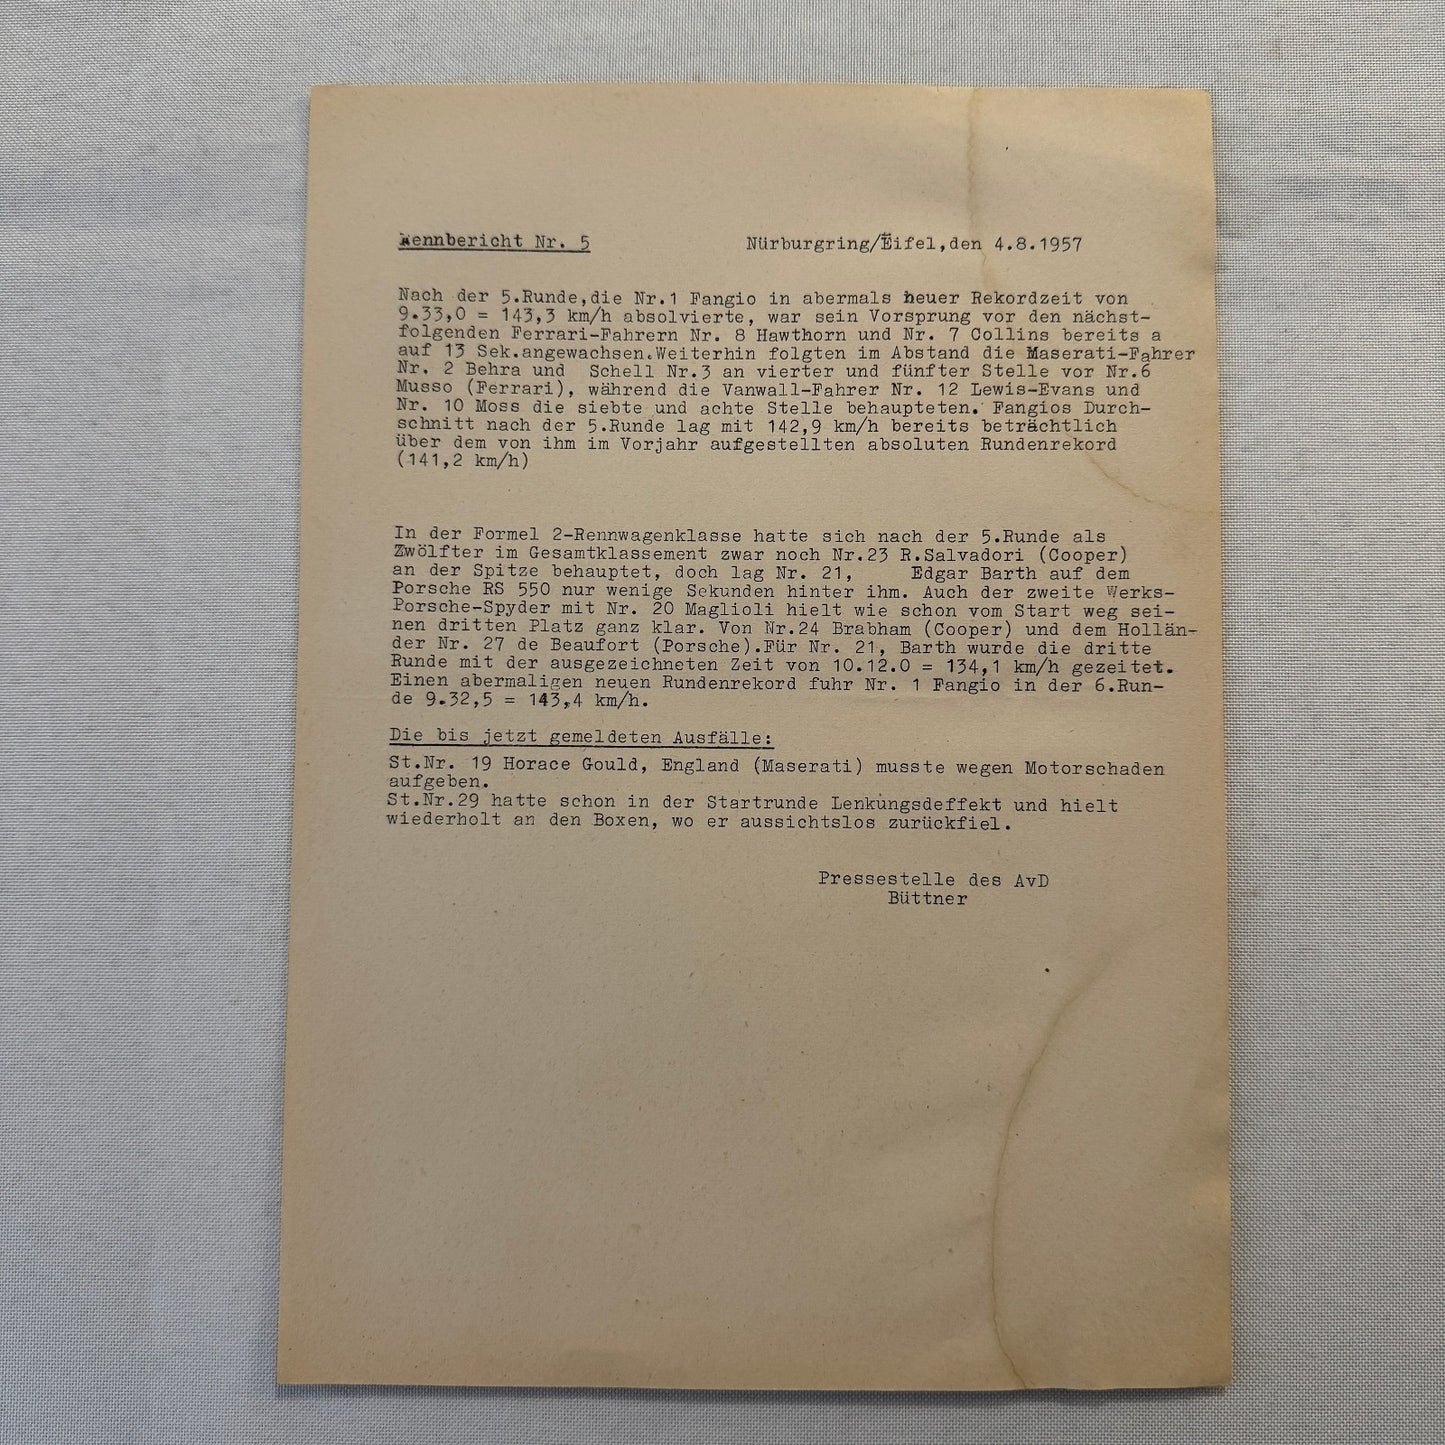 Rennbericht Nr. 5
Nürburgring/Eifel,den 4.8.1957
Nach der 5.Runde,die Nr.1 Fangio in abermals neuer Rekordzeit von
9.33,0 = 143,3 km/h absolvierte, war sein Vorsprung vor den nächst-
folgenden Ferrari-Fahrern Nr. 8 Hawthorn und Nr. 7 Collins bereits a
auf 13 Sek.angewachsen.Weiterhin folgten im Abstand die Maserati-Fahrer
Nr. 2 Behra und Schell Nr.3 an vierter und fünfter Stelle vor Nr.6
Musso (Ferrari), während die Vanwall-Fahrer Nr. 12 Lewis-Evans und
Nr. 10 Moss die siebte und achte Stelle behaupteten. Fangios Durch-
schnitt nach der 5.Runde lag mit 142,9 km/h bereits beträchtlich
über dem von ihm im Vorjahr aufgestellten absoluten Rundenrekord
(141,2 km/h)
In der Formel 2-Rennwagenklasse hatte sich nach der 5.Runde als
Zwölfter im Gesamtklassement zwar noch Nr.23 R.Salvadori (Cooper)
an der Spitze behauptet, doch lag Nr. 21, Edgar Barth auf dem
Porsche RS 550 nur wenige Sekunden hinter ihm. Auch der zweite Werks-
Porsche-Spyder mit Nr. 20 Maglioli hielt wie schon vom Start weg sei-
nen dritten Platz ganz klar. Von Nr.24 Brabham (Cooper) und dem Hollän-
der Nr. 27 de Beaufort (Porsche).Für Nr. 21, Barth wurde die dritte
Runde mit der ausgezeichneten Zeit von 10.12.0 = 134,1 km/h gezeitet.
Einen abermaligen neuen Rundenrekord fuhr Nr. 1 Fangio in der 6.Run-
de 9.32,5 = 143,4 km/h.
Die bis jetzt gemeldeten Ausfälle:
St.Nr. 19 Horace Gould, England (Maserati) musste wegen Motorschaden
aufgeben.
St.Nr.29 hatte schon in der Startrunde Lenkungsdeffekt und hielt
wiederholt an den Boxen, wo er aussichtslos zurückfiel.
Pressestelle des AvD
Büttner